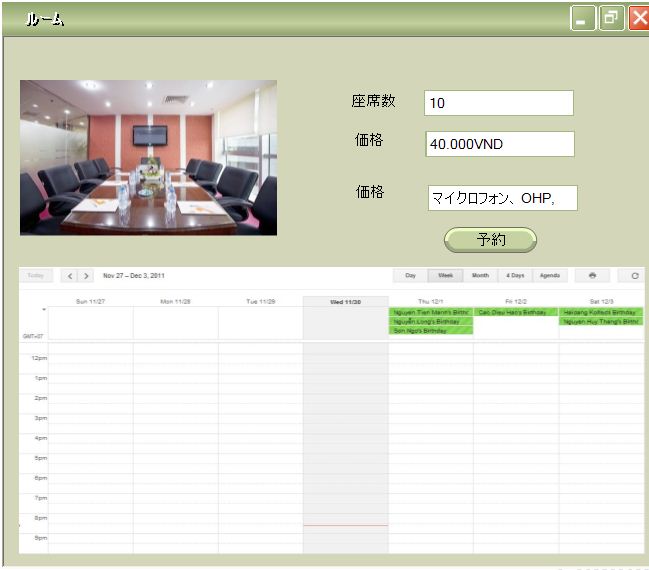 ルーム
座席数 10
価格 40.000VND
価格 マイクロフォン、OHP,
予約
Today Nov 27 – Dec 3, 2011 Day Week Month 4 Days Agenda
Sun 11/27 Mon 11/28 Tue 11/29 Wed 11/30 Thu 12/1 Fri 12/2 Sat 12/3
Nguyen Tien Manh's Birthc Cao Dieu Hao's Birthday Haidang Koltsd's Birthday
Nguyễn Long's Birthday Nguyen Huy Thang's Birthc
Son Ngo's Birthday
GMT+07
12pm
1pm
2pm
3pm
4pm
5pm
6pm
7pm
8pm
9pm